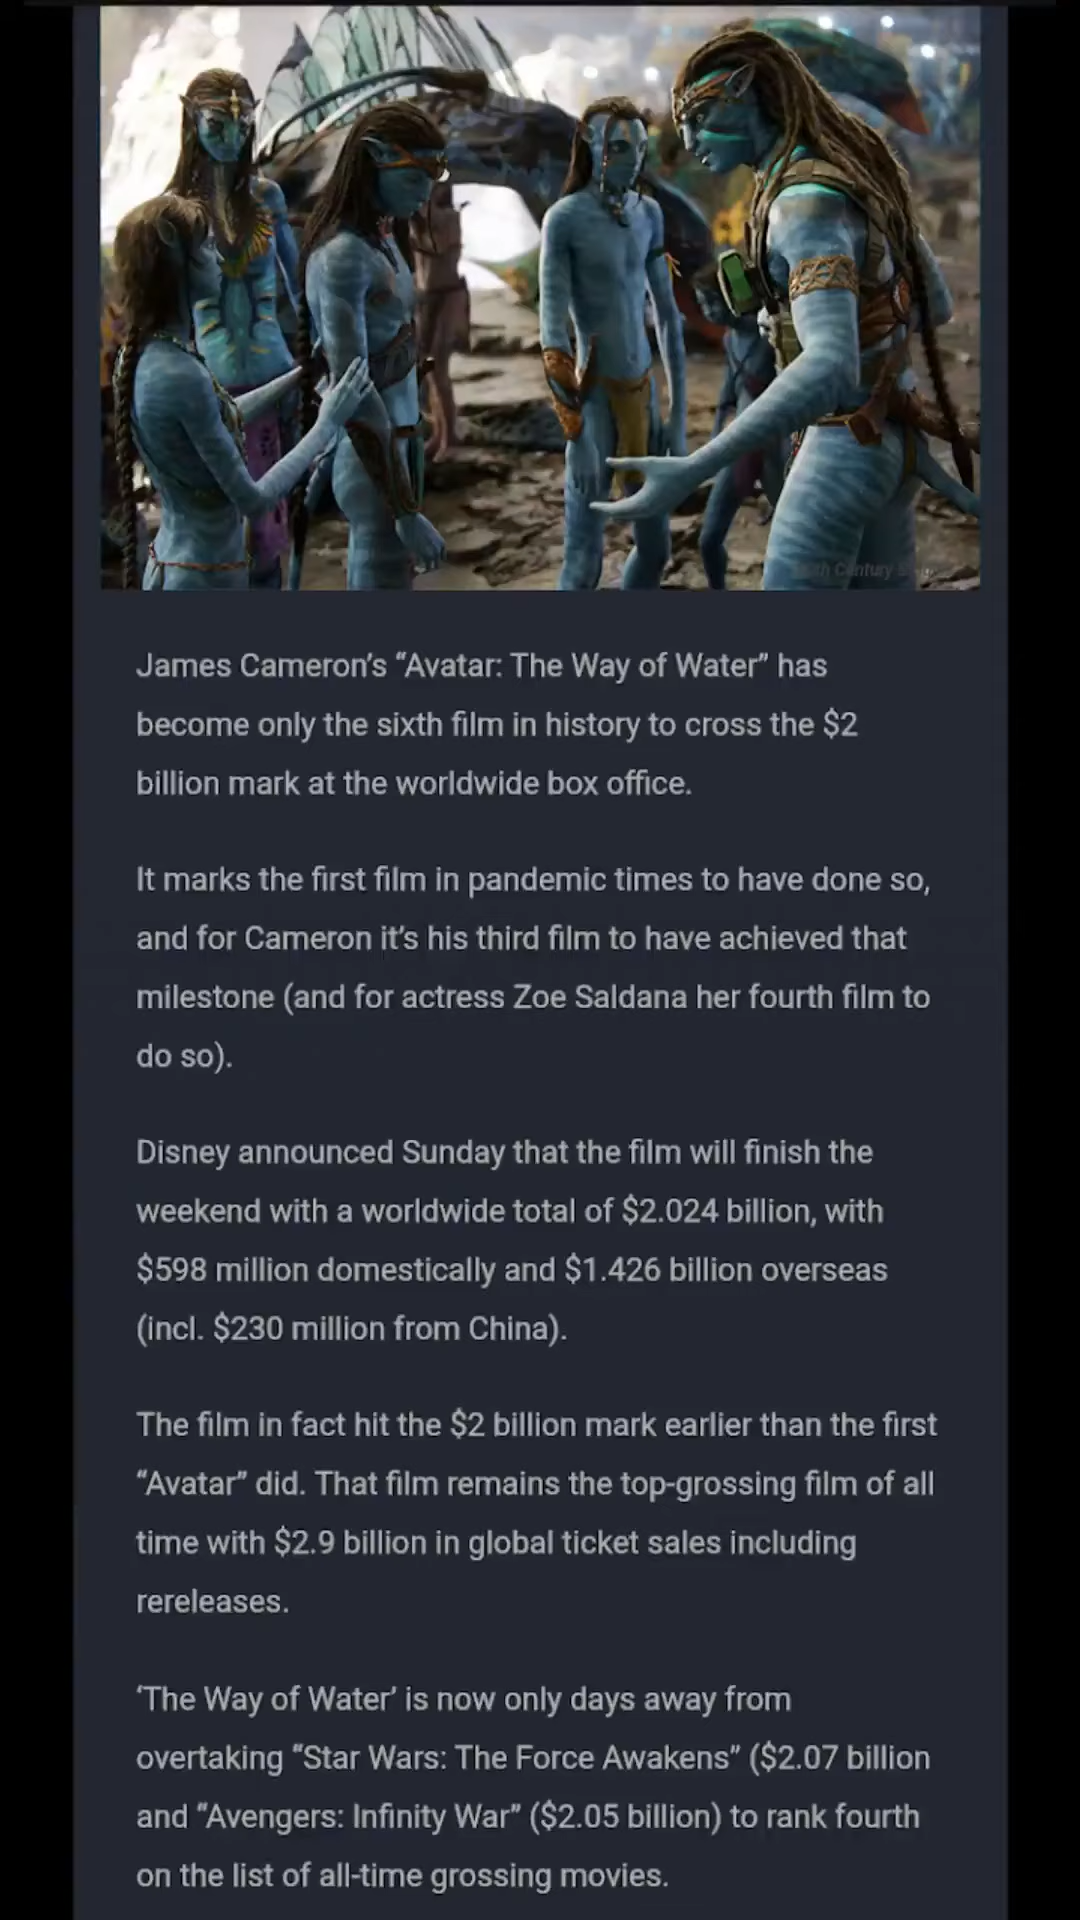 James Cameron’s “Avatar: The Way of Water” has
become only the sixth film in history to cross the $2
billion mark at the worldwide box office.
It marks the first film in pandemic times to have done so,
and for Cameron it’s his third film to have achieved that
milestone (and for actress Zoe Saldana her fourth film to
do so).
Disney announced Sunday that the film will finish the
weekend with a worldwide total of $2.024 billion, with
$598 million domestically and $1.426 billion overseas
(incl. $230 million from China).
The film in fact hit the $2 billion mark earlier than the first
“Avatar” did. That film remains the top-grossing film of all
time with $2.9 billion in global ticket sales including
rereleases.
‘The Way of Water’ is now only days away from
overtaking “Star Wars: The Force Awakens” ($2.07 billion
and “Avengers: Infinity War” ($2.05 billion) to rank fourth
on the list of all-time grossing movies.